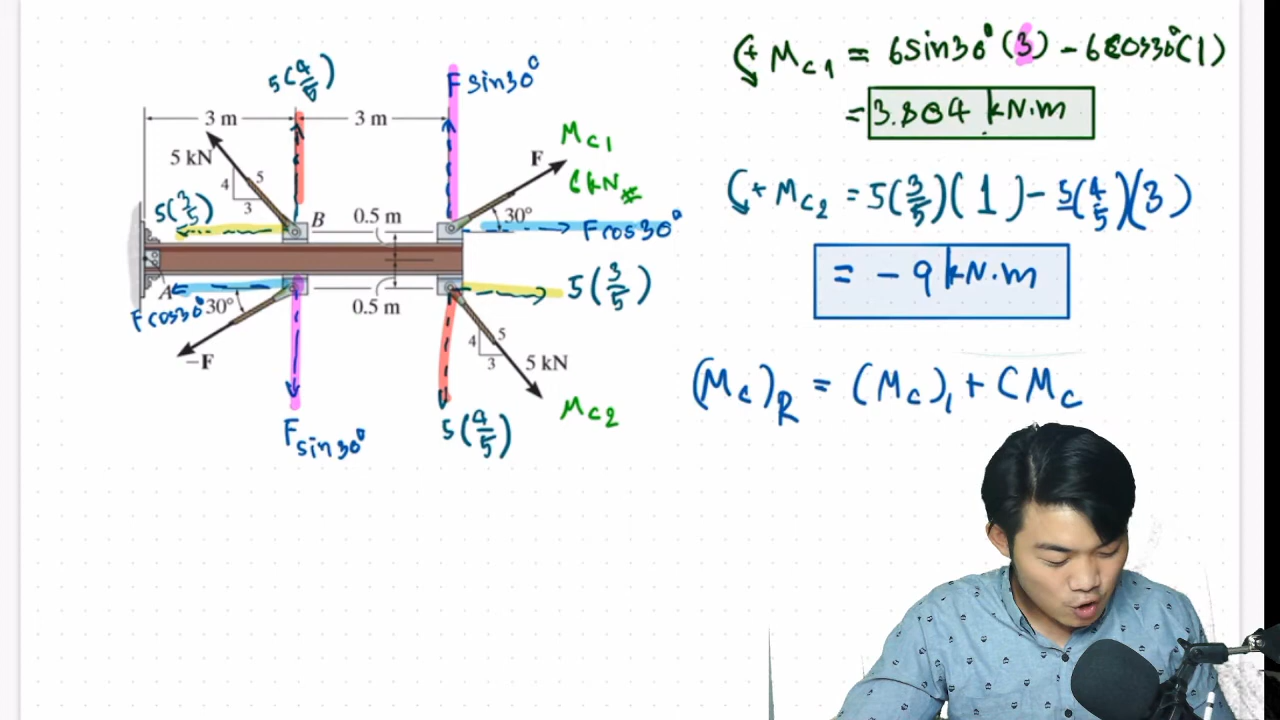 5(4/5)
F sin30°
3 m
3 m
5 kN
5
4
3
F
M_C1
6 kN
5(3/5)
B
0.5 m
30°
F cos30°
A
F cos30°
30°
0.5 m
5(3/5)
−F
4
5
3
5 kN
F sin30°
5(4/5)
M_C2
(+ M_C1 = 6sin30°(3) - 6cos30°(1)
= 3.804 kN.m
(+ M_C2 = 5(3/5)(1) - 5(4/5)(3)
= - 9 kN.m
(M_C)_R = (M_C)_1 + (M_C